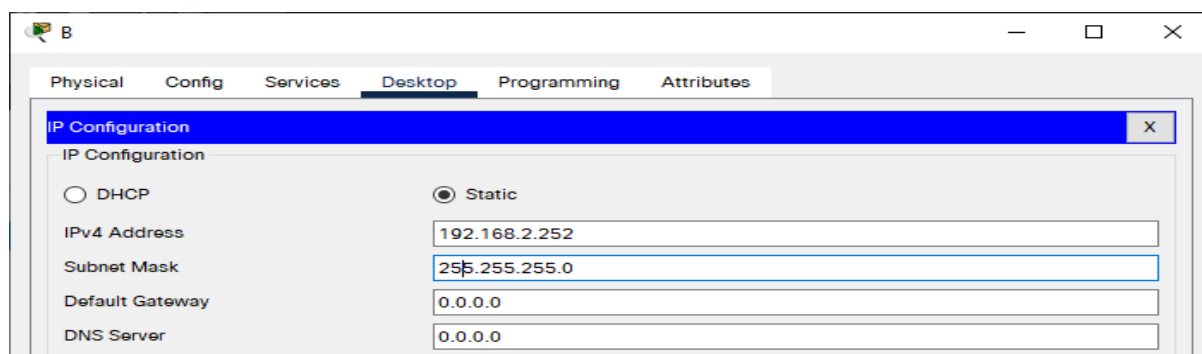 B
Physical Config Services Desktop Programming Attributes
IP Configuration X
IP Configuration
DHCP Static
IPv4 Address 192.168.2.252
Subnet Mask 255.255.255.0
Default Gateway 0.0.0.0
DNS Server 0.0.0.0